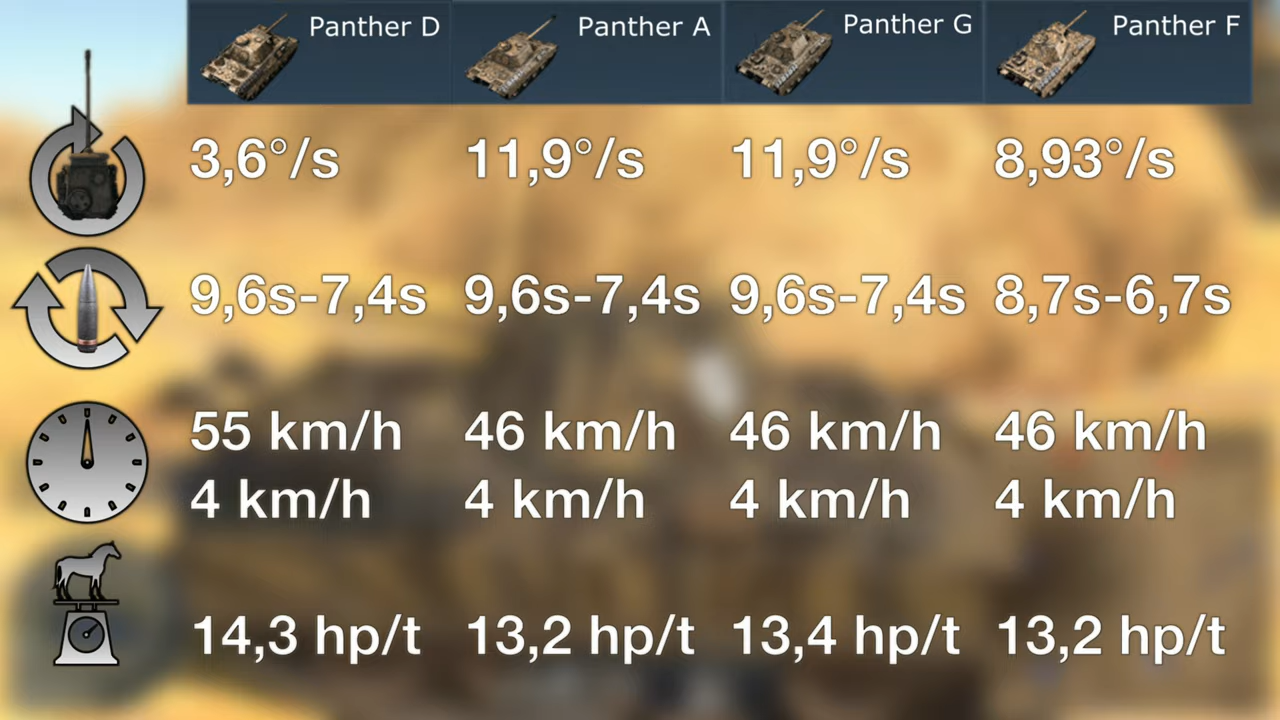 Panther D Panther A Panther G Panther F
3,6°/s 11,9°/s 11,9°/s 8,93°/s
9,6s-7,4s 9,6s-7,4s 9,6s-7,4s 8,7s-6,7s
55 km/h 46 km/h 46 km/h 46 km/h
4 km/h 4 km/h 4 km/h 4 km/h
14,3 hp/t 13,2 hp/t 13,4 hp/t 13,2 hp/t